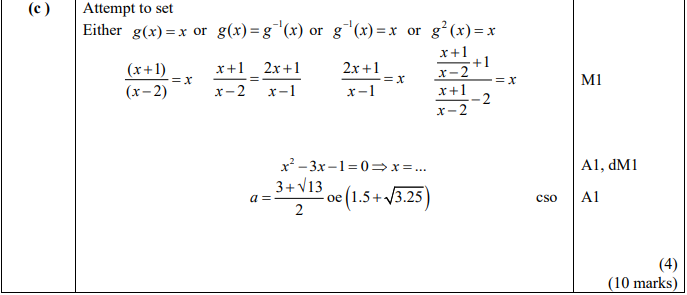 (c) Attempt to set
Either g(x) = x or g(x) = g⁻¹(x) or g⁻¹(x) = x or g²(x) = x
(x+1)/(x−2) = x    (x+1)/(x−2) = (2x+1)/(x−1)    (2x+1)/(x−1) = x    ((x+1)/(x−2) + 1)/((x+1)/(x−2) − 2) = x    M1
x² − 3x − 1 = 0 ⇒ x = ...    A1, dM1
a = (3 + √13)/2 oe (1.5 + √3.25)    cso    A1
(4)
(10 marks)